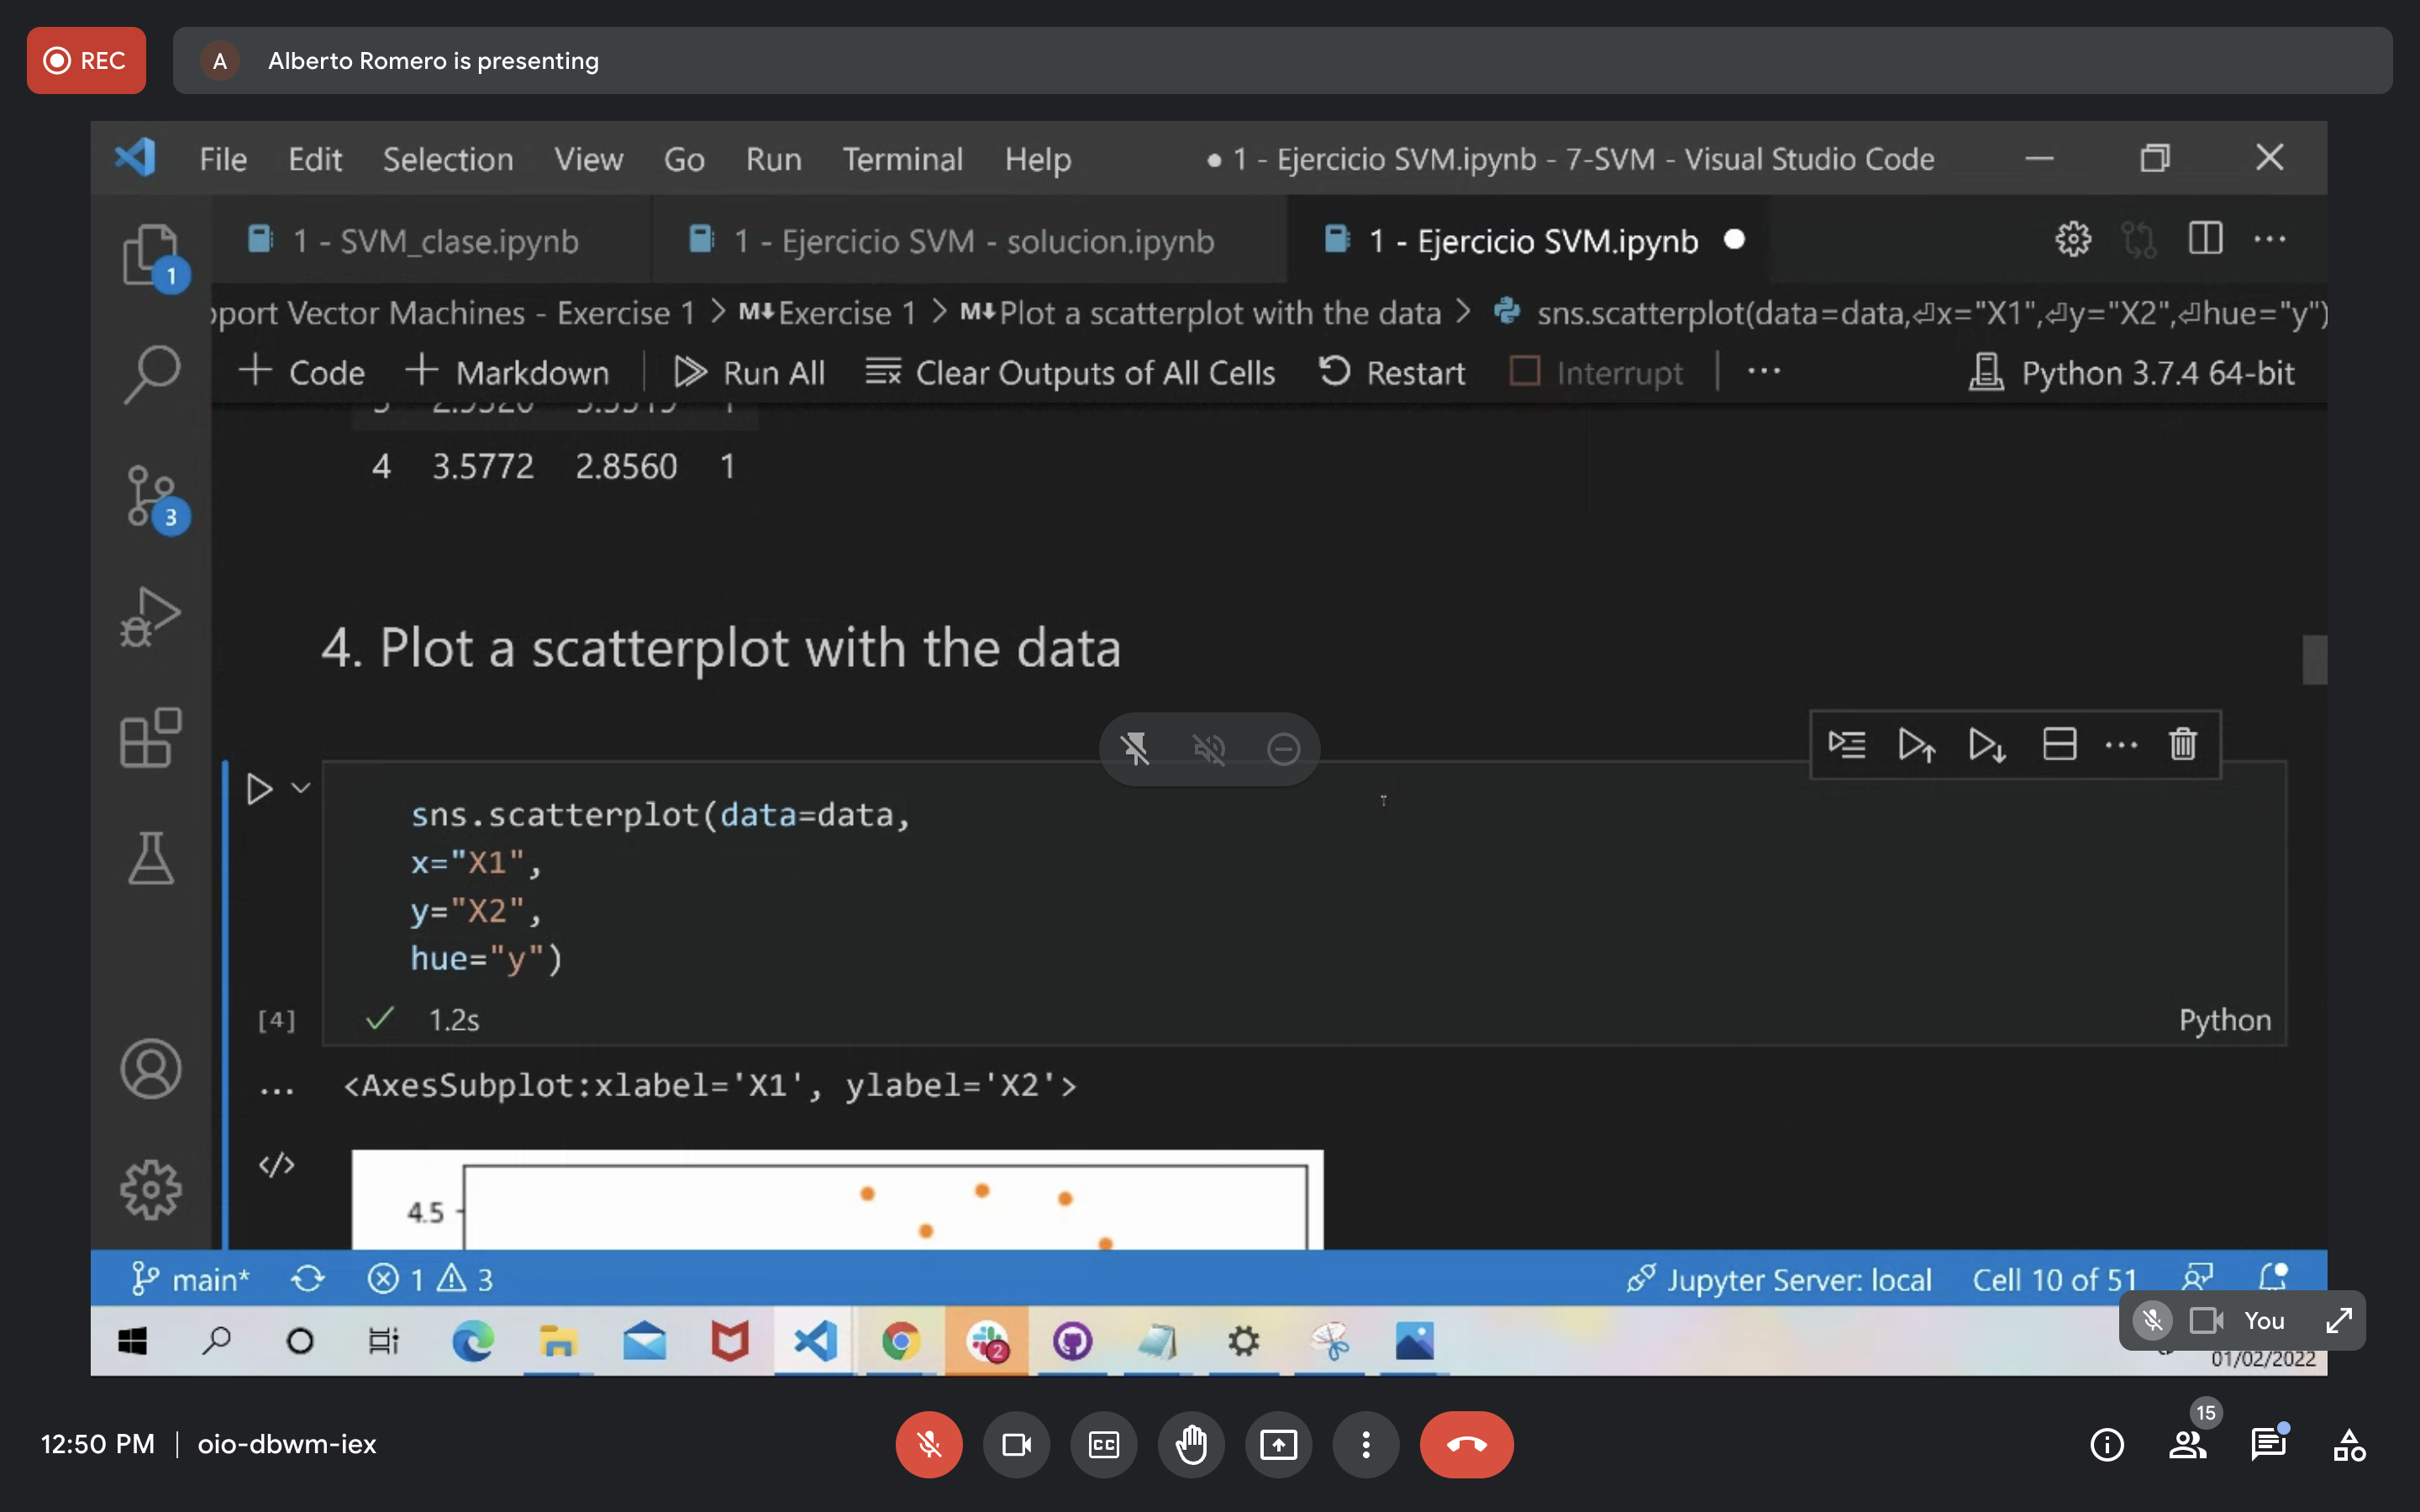 REC
A Alberto Romero is presenting
File Edit Selection View Go Run Terminal Help ● 1 - Ejercicio SVM.ipynb - 7-SVM - Visual Studio Code
1 - SVM_clase.ipynb 1 - Ejercicio SVM - solucion.ipynb 1 - Ejercicio SVM.ipynb
1
pport Vector Machines - Exercise 1 > M↓Exercise 1 > M↓Plot a scatterplot with the data > sns.scatterplot(data=data,⏎x="X1",⏎y="X2",⏎hue="y")
+ Code + Markdown Run All Clear Outputs of All Cells Restart Interrupt ... Python 3.7.4 64-bit
4 3.5772 2.8560 1
3
4. Plot a scatterplot with the data
sns.scatterplot(data=data,
x="X1",
y="X2",
hue="y")
[4] ✓ 1.2s Python
... <AxesSubplot:xlabel='X1', ylabel='X2'>
</>
4.5
main* 1 3 Jupyter Server: local Cell 10 of 51
2
You
01/02/2022
12:50 PM | oio-dbwm-iex
CC
15